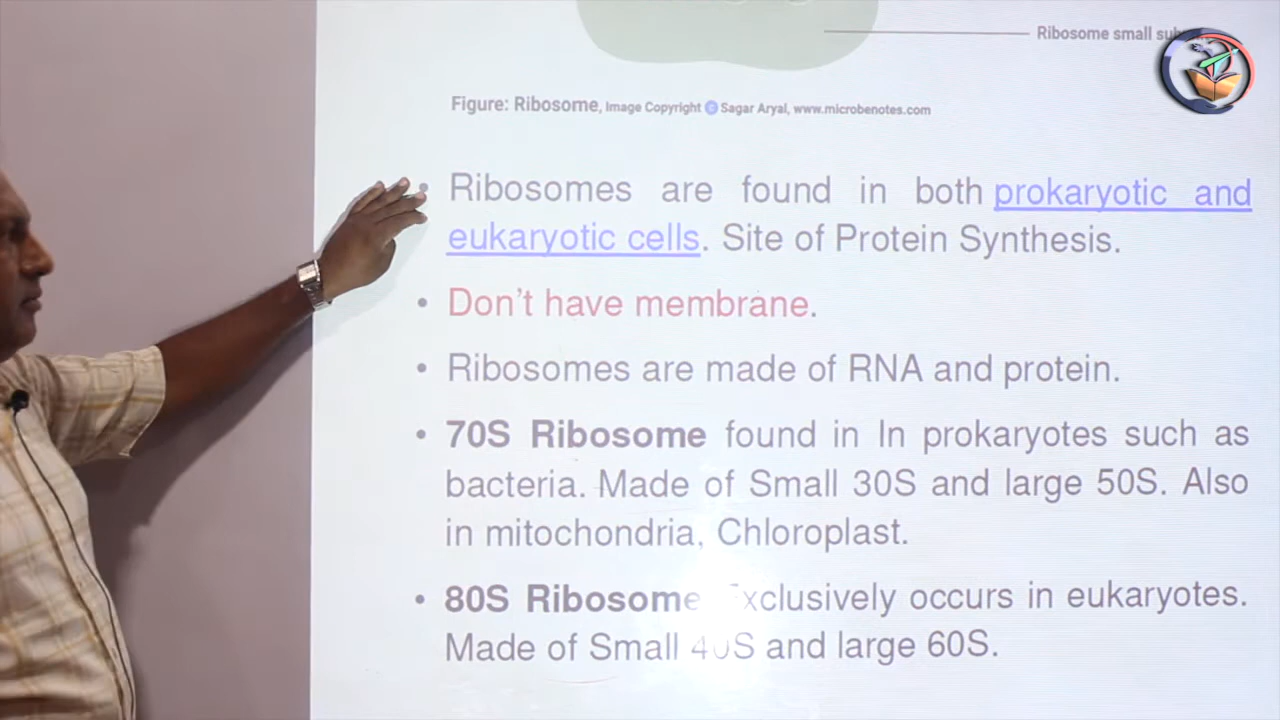 Ribosome small
Figure: Ribosome, Image Copyright © Sagar Aryal, www.microbenotes.com
• Ribosomes are found in both prokaryotic and
eukaryotic cells. Site of Protein Synthesis.
• Don't have membrane.
• Ribosomes are made of RNA and protein.
• 70S Ribosome found in In prokaryotes such as
bacteria. Made of Small 30S and large 50S. Also
in mitochondria, Chloroplast.
• 80S Ribosome Exclusively occurs in eukaryotes.
Made of Small 40S and large 60S.